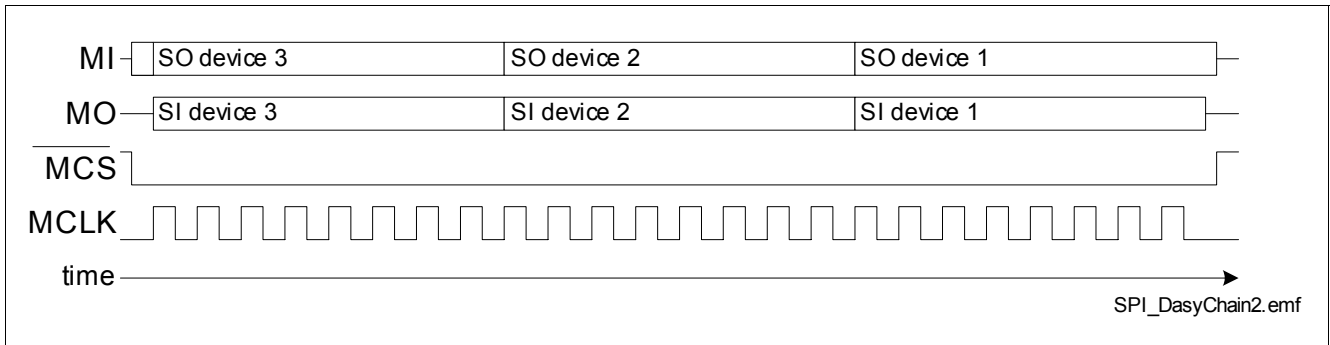 MI SO device 3 SO device 2 SO device 1
MO SI device 3 SI device 2 SI device 1
MCS
MCLK
time
SPI_DasyChain2.emf